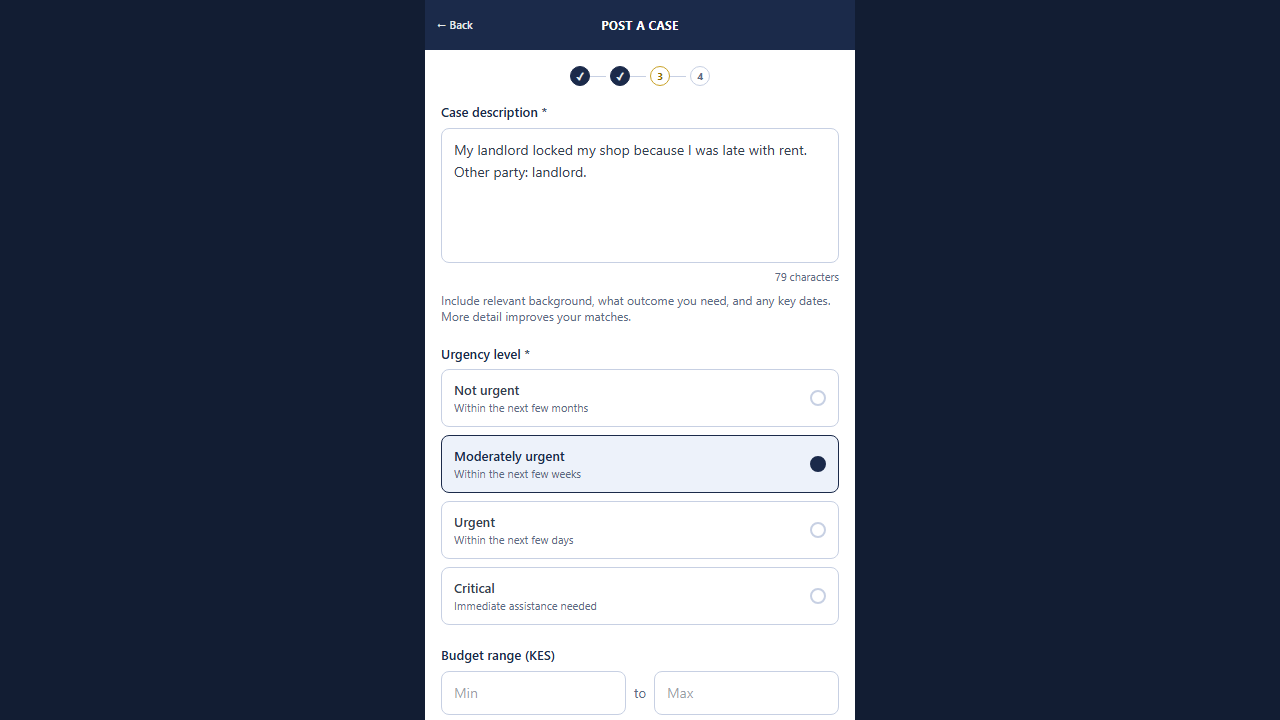 ← Back
POST A CASE
✓ ✓ 3 4
Case description *
My landlord locked my shop because I was late with rent.
Other party: landlord.
79 characters
Include relevant background, what outcome you need, and any key dates.
More detail improves your matches.
Urgency level *
Not urgent
Within the next few months
Moderately urgent
Within the next few weeks
Urgent
Within the next few days
Critical
Immediate assistance needed
Budget range (KES)
Min to Max